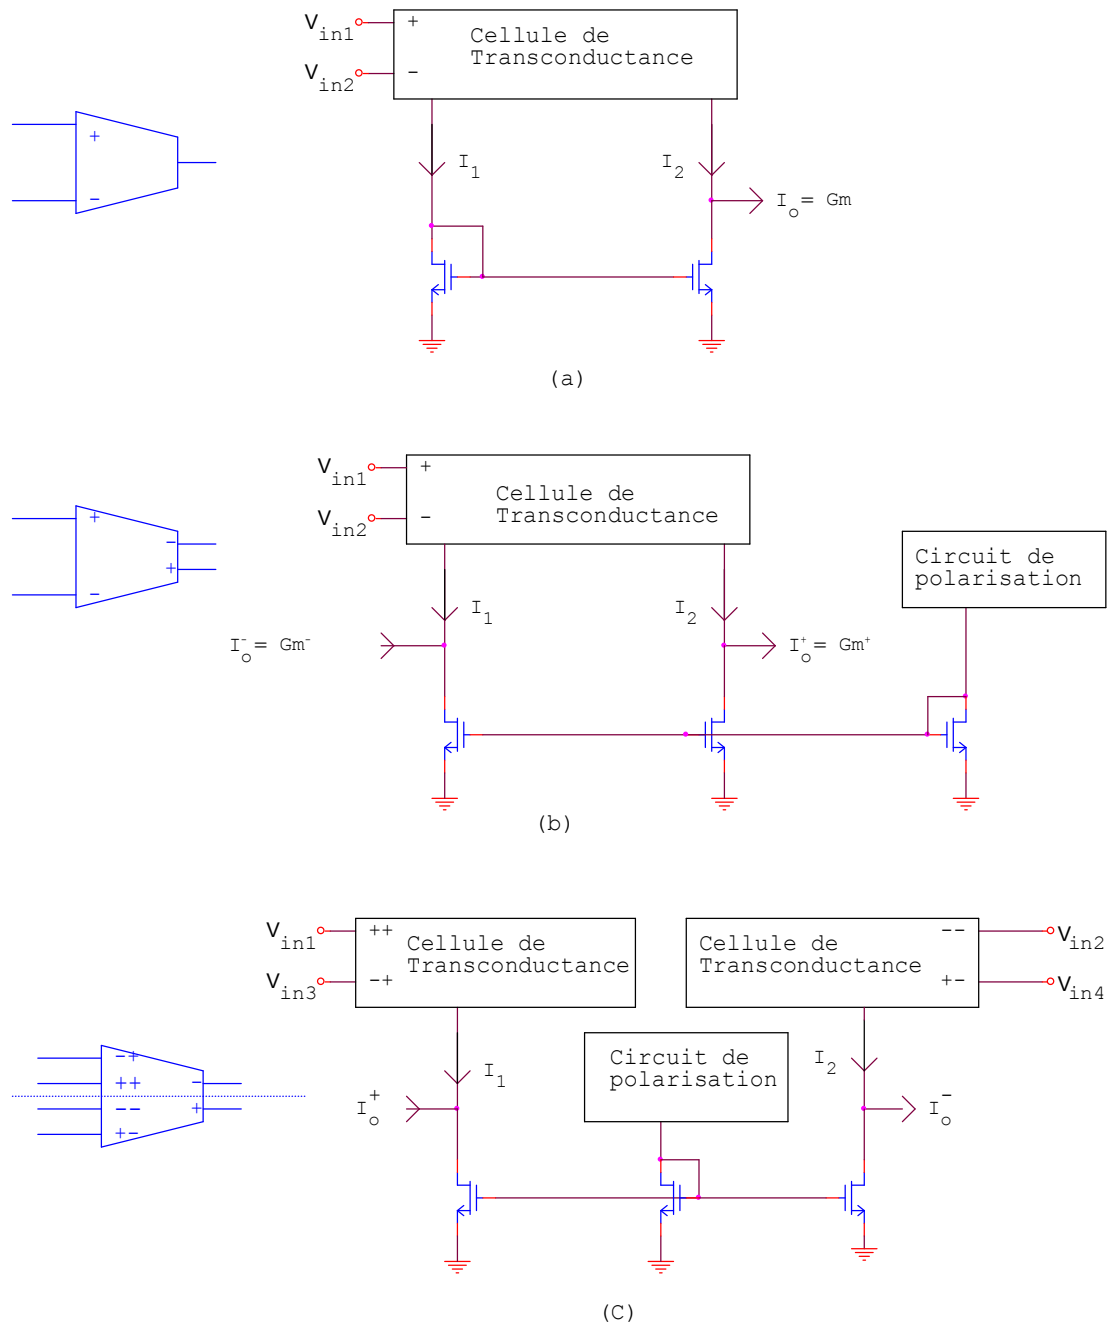 V_in1
+
Cellule de
Transconductance
V_in2
−
+
−
I_1
I_2
I_o= Gm
(a)
V_in1
+
Cellule de
Transconductance
V_in2
−
+
−
+
−
Circuit de
polarisation
I_1
I_2
I_o^-= Gm^-
I_o^+= Gm^+
(b)
V_in1
++
Cellule de
Transconductance
V_in3
-+
Cellule de
Transconductance
--
V_in2
+-
V_in4
-+
++
--
+-
−
+
Circuit de
polarisation
I_1
I_2
I_o^+
I_o^-
(C)